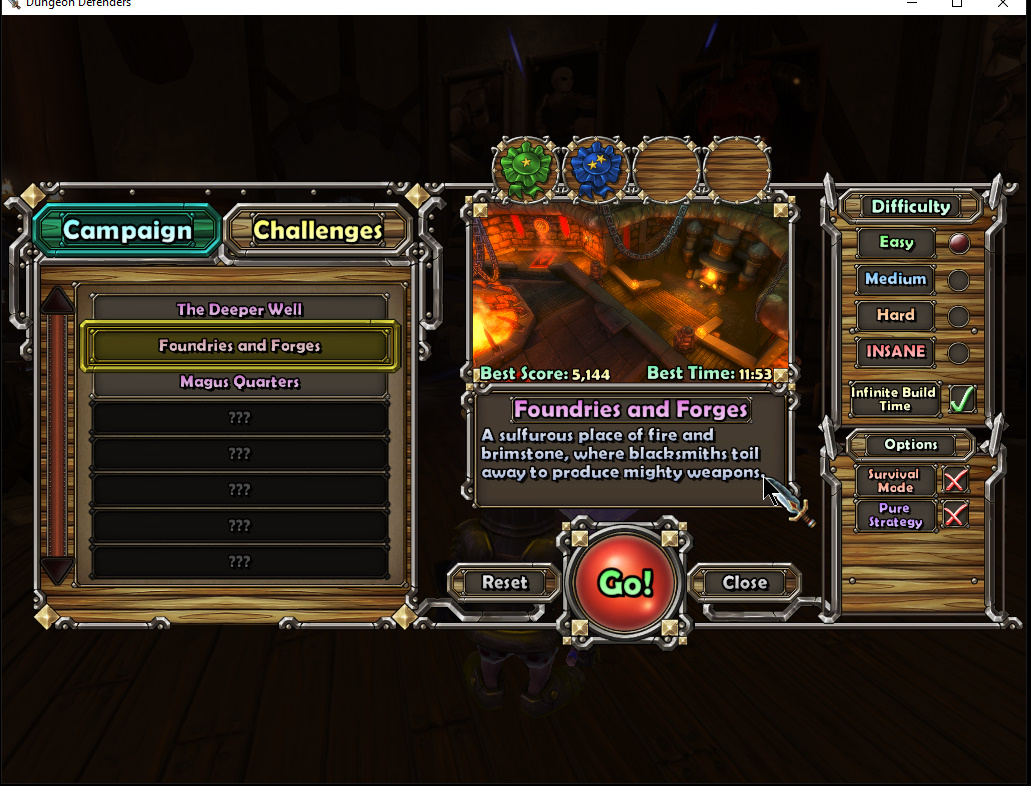 Dungeon Defenders
Campaign
Challenges
The Deeper Well
Foundries and Forges
Magus Quarters
???
???
???
???
???
Best Score: 5,144
Best Time: 11:53
Foundries and Forges
A sulfurous place of fire and
brimstone, where blacksmiths toil
away to produce mighty weapons.
Reset
Go!
Close
Difficulty
Easy
Medium
Hard
INSANE
Infinite Build
Time
Options
Survival
Mode
Pure
Strategy